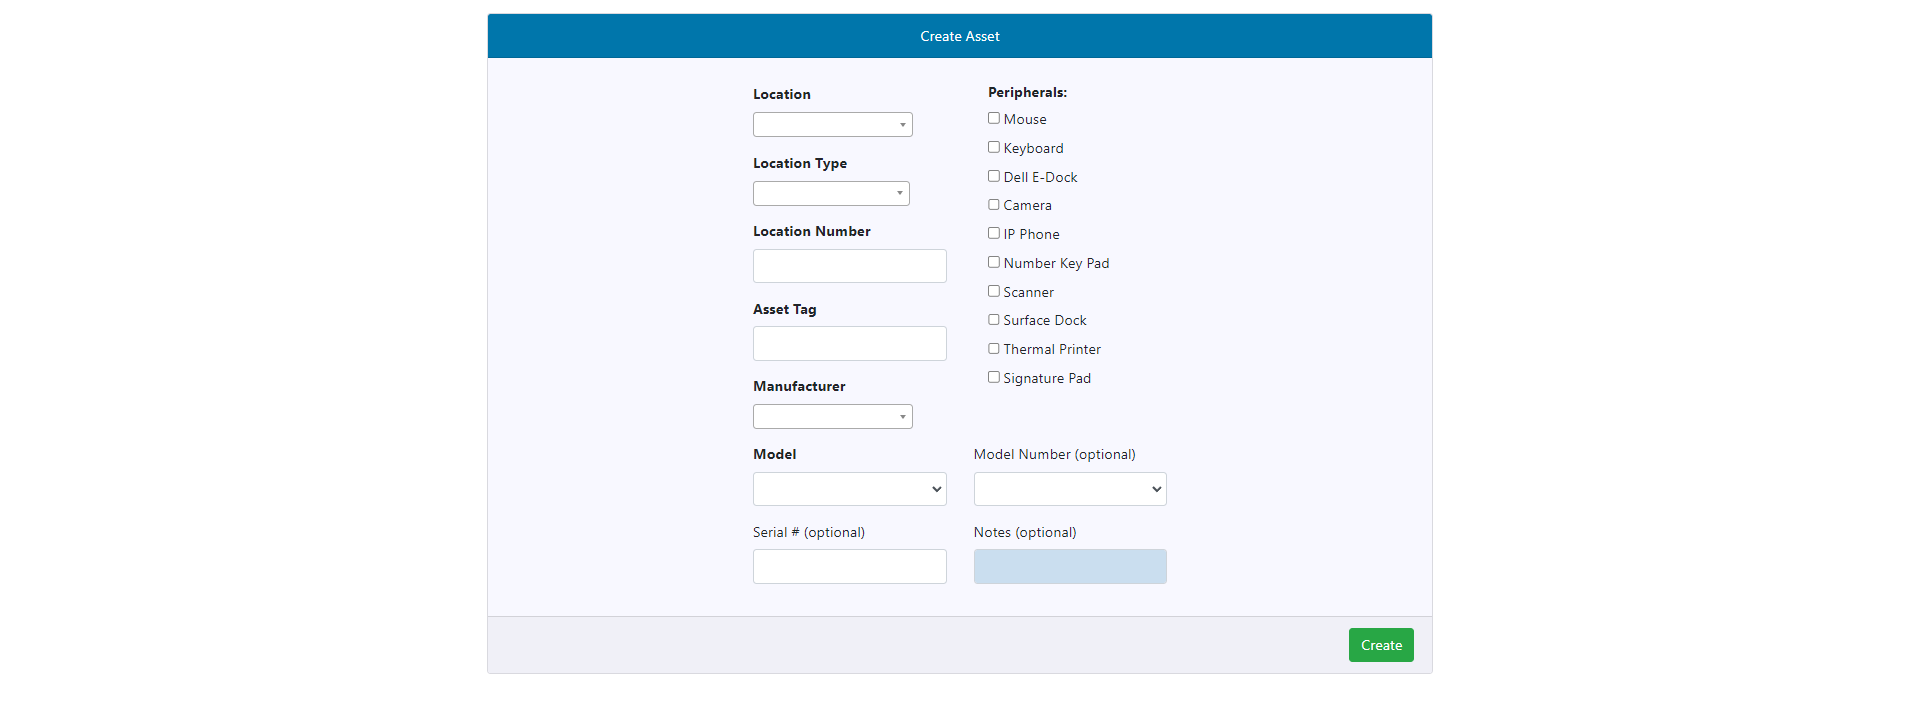 Create Asset
Location
Location Type
Location Number
Asset Tag
Manufacturer
Peripherals:
Mouse
Keyboard
Dell E-Dock
Camera
IP Phone
Number Key Pad
Scanner
Surface Dock
Thermal Printer
Signature Pad
Model
Model Number (optional)
Serial # (optional)
Notes (optional)
Create